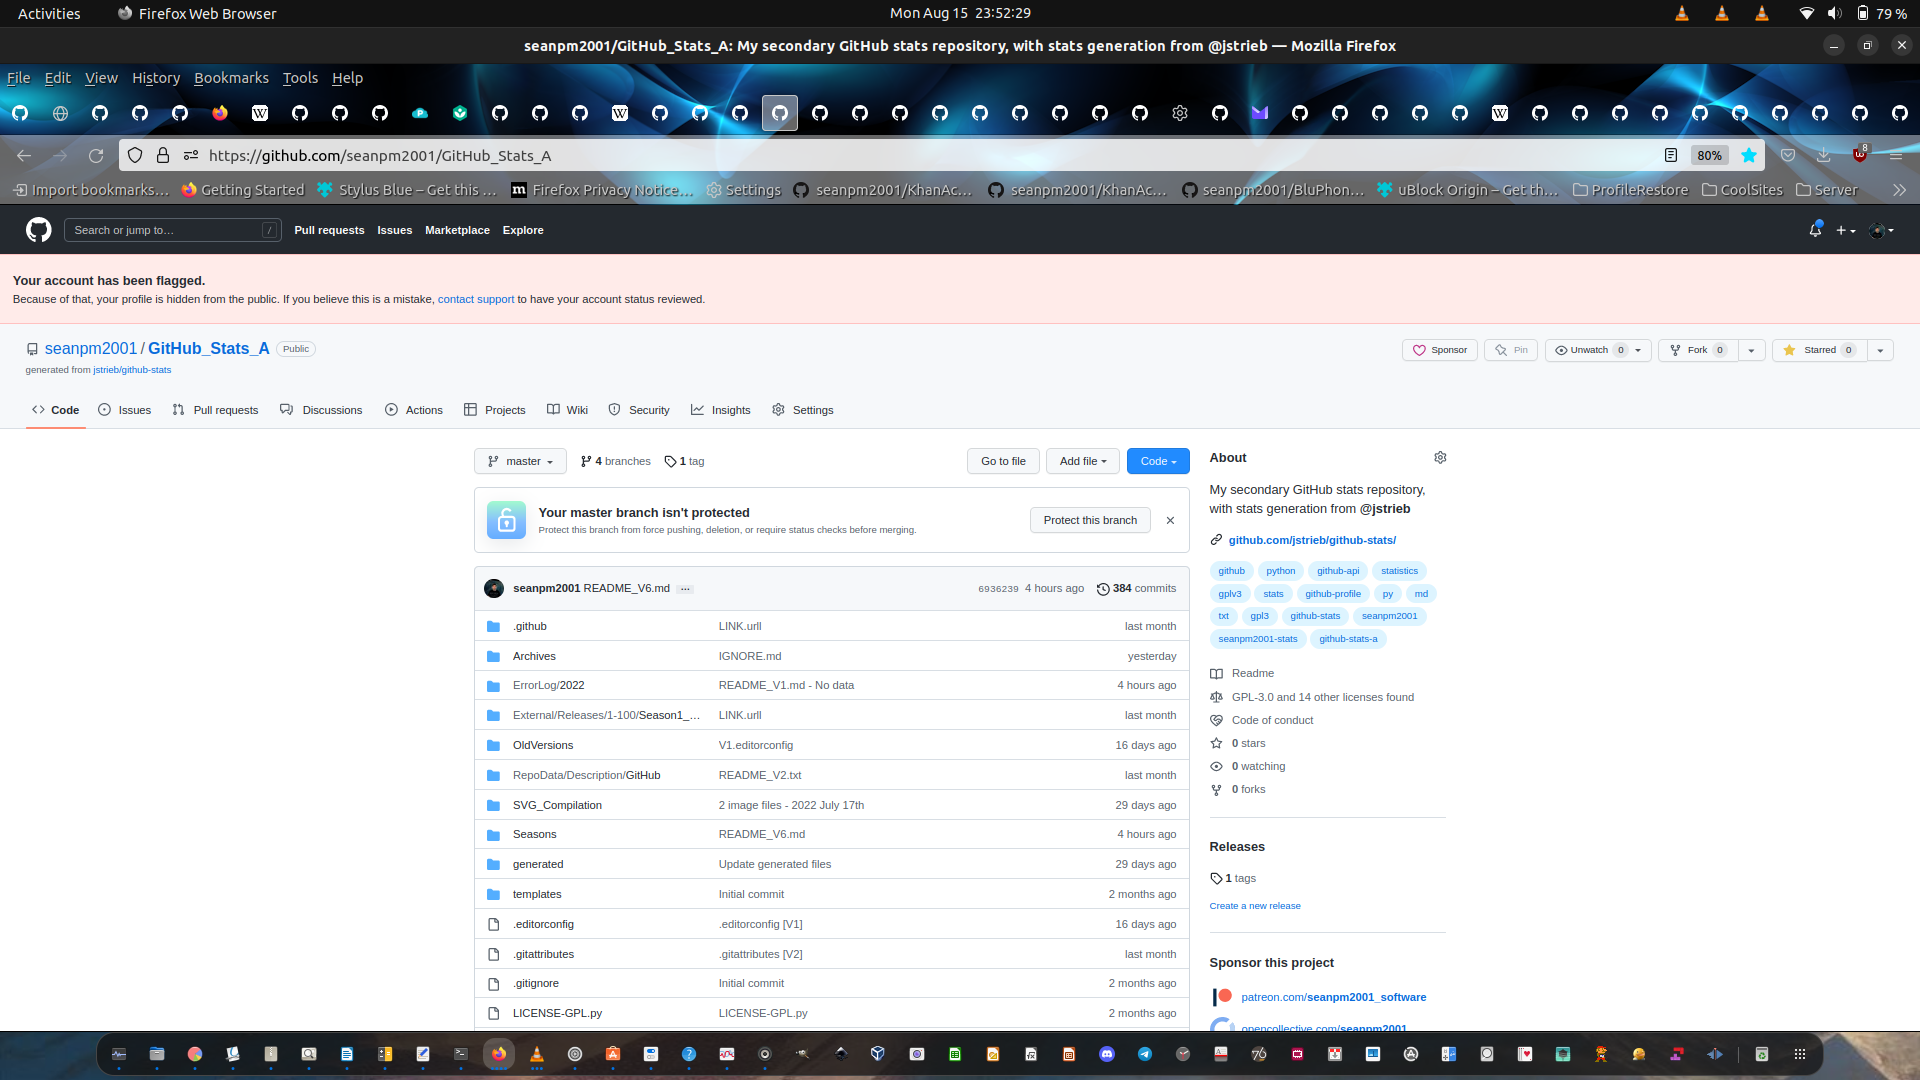 Activities Firefox Web Browser Mon Aug 15 23:52:29 79 %
seanpm2001/GitHub_Stats_A: My secondary GitHub stats repository, with stats generation from @jstrieb — Mozilla Firefox
File Edit View History Bookmarks Tools Help
https://github.com/seanpm2001/GitHub_Stats_A 80% 8
Import bookmarks… Getting Started Stylus Blue – Get this … Firefox Privacy Notice… Settings seanpm2001/KhanAc… seanpm2001/KhanAc… seanpm2001/BluPhon… uBlock Origin – Get th… ProfileRestore CoolSites Server
Search or jump to… / Pull requests Issues Marketplace Explore
Your account has been flagged.
Because of that, your profile is hidden from the public. If you believe this is a mistake, contact support to have your account status reviewed.
seanpm2001 / GitHub_Stats_A Public Sponsor Pin Unwatch 0 Fork 0 Starred 0
generated from jstrieb/github-stats
Code Issues Pull requests Discussions Actions Projects Wiki Security Insights Settings
master 4 branches 1 tag Go to file Add file Code
Your master branch isn't protected
Protect this branch from force pushing, deletion, or require status checks before merging.
Protect this branch
seanpm2001 README_V6.md ... 6936239 4 hours ago 384 commits
.github LINK.urll last month
Archives IGNORE.md yesterday
ErrorLog/2022 README_V1.md - No data 4 hours ago
External/Releases/1-100/Season1_… LINK.urll last month
OldVersions V1.editorconfig 16 days ago
RepoData/Description/GitHub README_V2.txt last month
SVG_Compilation 2 image files - 2022 July 17th 29 days ago
Seasons README_V6.md 4 hours ago
generated Update generated files 29 days ago
templates Initial commit 2 months ago
.editorconfig .editorconfig [V1] 16 days ago
.gitattributes .gitattributes [V2] last month
.gitignore Initial commit 2 months ago
LICENSE-GPL.py LICENSE-GPL.py 2 months ago
About
My secondary GitHub stats repository,
with stats generation from @jstrieb
github.com/jstrieb/github-stats/
github python github-api statistics
gplv3 stats github-profile py md
txt gpl3 github-stats seanpm2001
seanpm2001-stats github-stats-a
Readme
GPL-3.0 and 14 other licenses found
Code of conduct
0 stars
0 watching
0 forks
Releases
1 tags
Create a new release
Sponsor this project
patreon.com/seanpm2001_software
opencollective.com/seanpm2001